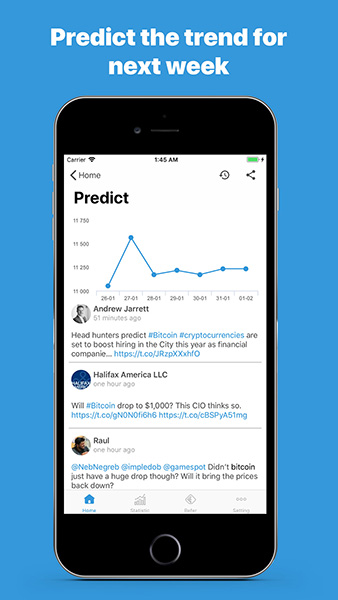 Predict the trend for
next week
Carrier 1:45 AM
Home
Predict
11 750
11 500
11 250
11 000
26-01 27-01 28-01 29-01 30-01 31-01 01-02
Andrew Jarrett
51 minutes ago
Head hunters predict #Bitcoin #cryptocurrencies are
set to boost hiring in the City this year as financial
companie... https://t.co/JRzpXXxhfO
Halifax America LLC
one hour ago
HALIFAX
Will #Bitcoin drop to $1,000? This CIO thinks so.
https://t.co/gN0N0fi6h6 https://t.co/cBSPyA51mg
Raul
one hour ago
@NebNegreb @impledob @gamespot Didn't bitcoin
just have a huge drop though? Will it bring the prices
back down?
Home Statistic Refer Setting